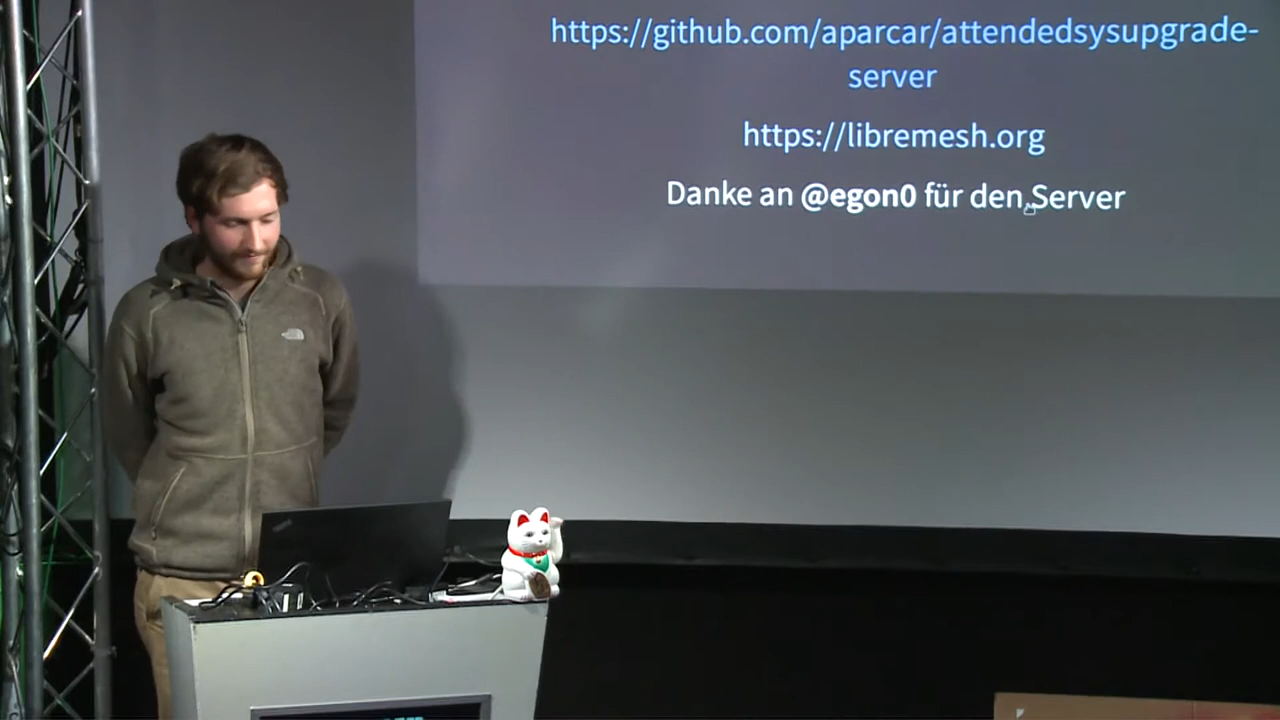 https://github.com/aparcar/attendedsysupgrade-
server
https://libremesh.org
Danke an @egon0 für den Server